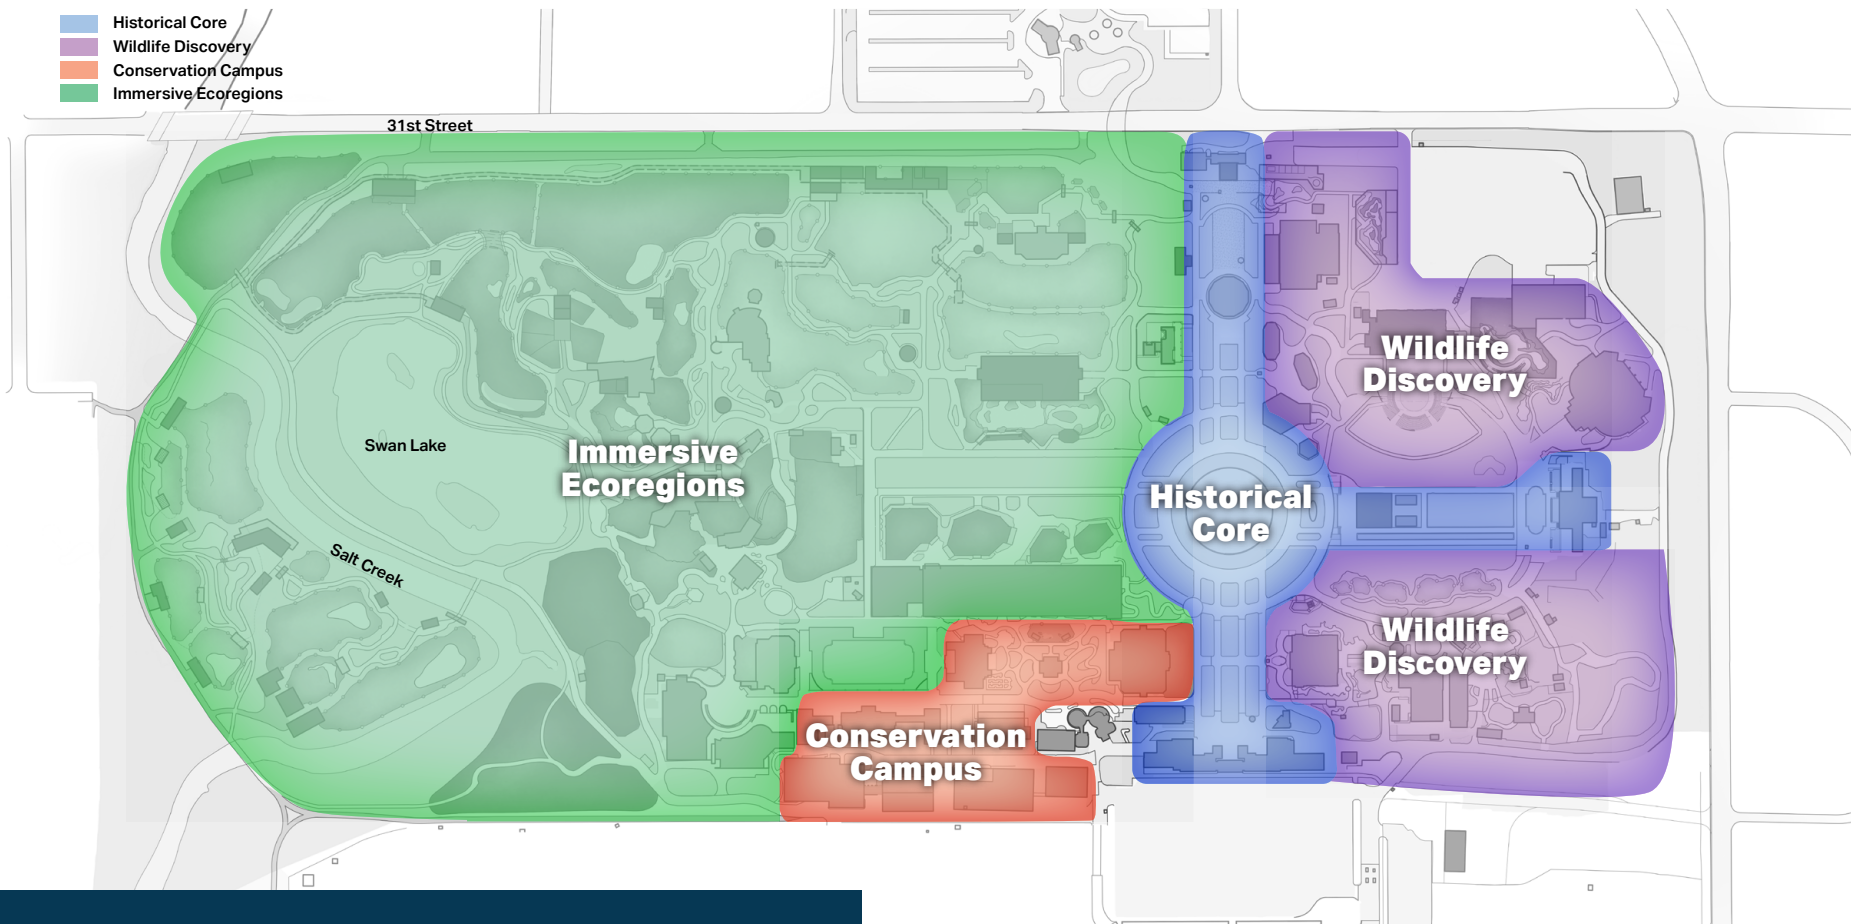 Historical Core
Wildlife Discovery
Conservation Campus
Immersive Ecoregions
31st Street
Wildlife
Discovery
Swan Lake
Immersive
Ecoregions
Historical
Core
Salt Creek
Wildlife
Discovery
Conservation
Campus